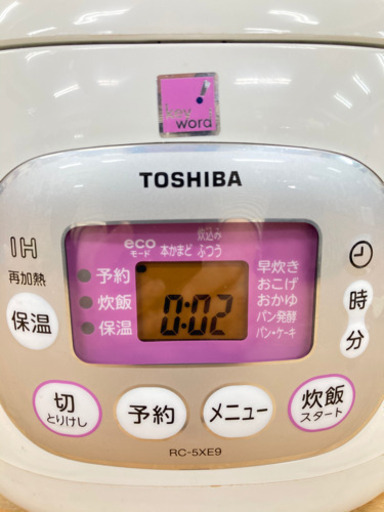 key
word
TOSHIBA
IH
再加熱
保温
eco
モード
本かまど
炊込み
ふつう
予約
炊飯
保温
0:02
早炊き
おこげ
おかゆ
パン発酵
パン・ケーキ
時
分
切
とりけし
予約
メニュー
炊飯
スタート
RC-5XE9